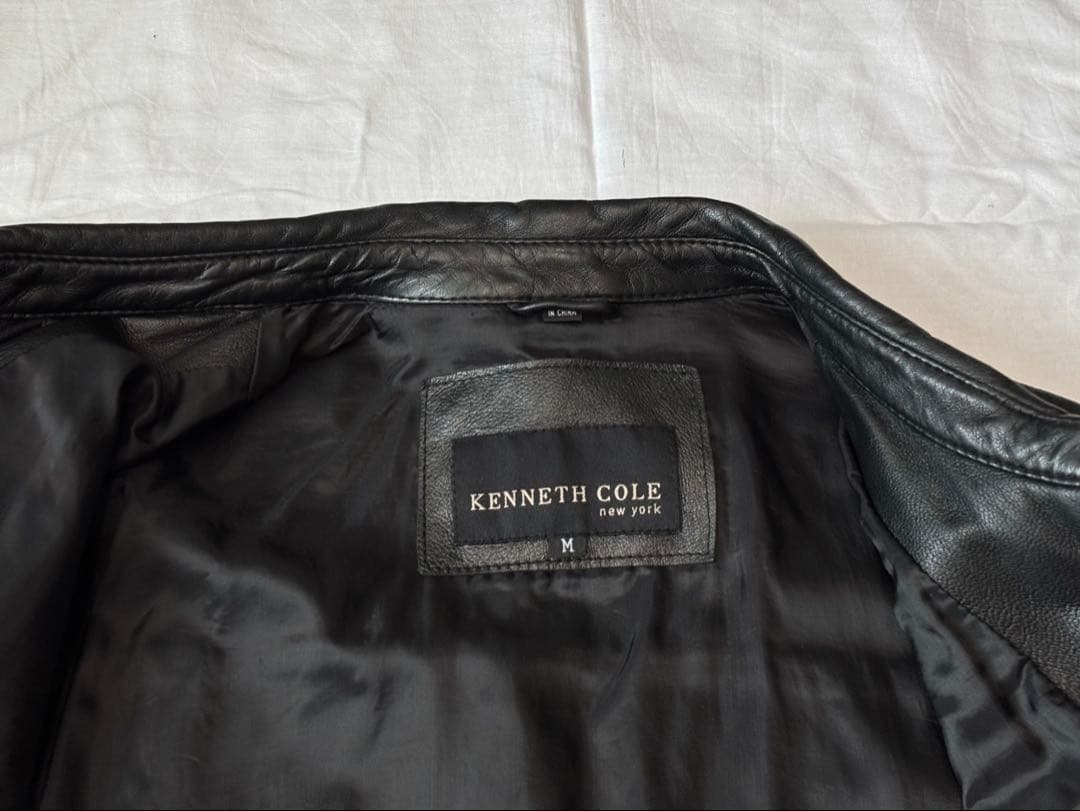 IN CHINA
KENNETH COLE
new york
M